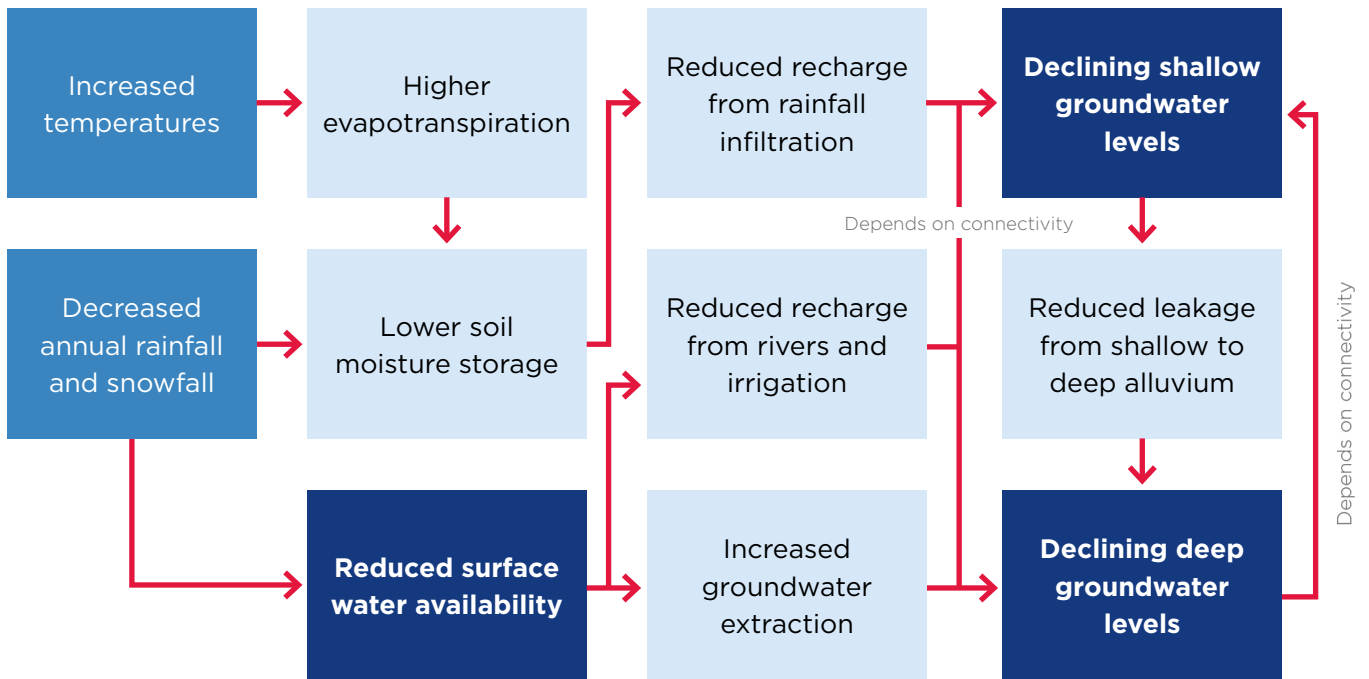 Increased
temperatures
Higher
evapotranspiration
Reduced recharge
from rainfall
infiltration
Declining shallow
groundwater
levels
Depends on connectivity
Decreased
annual rainfall
and snowfall
Lower soil
moisture storage
Reduced recharge
from rivers and
irrigation
Reduced leakage
from shallow to
deep alluvium
Depends on connectivity
Reduced surface
water availability
Increased
groundwater
extraction
Declining deep
groundwater
levels